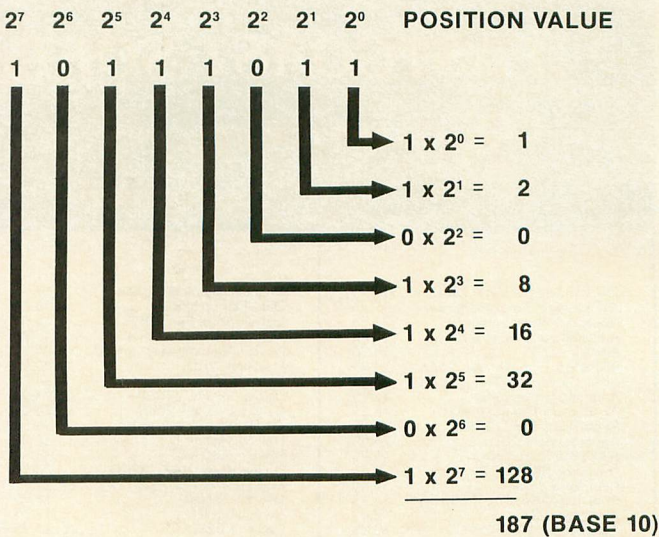 2⁷ 2⁶ 2⁵ 2⁴ 2³ 2² 2¹ 2⁰ POSITION VALUE
1 0 1 1 1 0 1 1
1 x 2⁰ = 1
1 x 2¹ = 2
0 x 2² = 0
1 x 2³ = 8
1 x 2⁴ = 16
1 x 2⁵ = 32
0 x 2⁶ = 0
1 x 2⁷ = 128
187 (BASE 10)